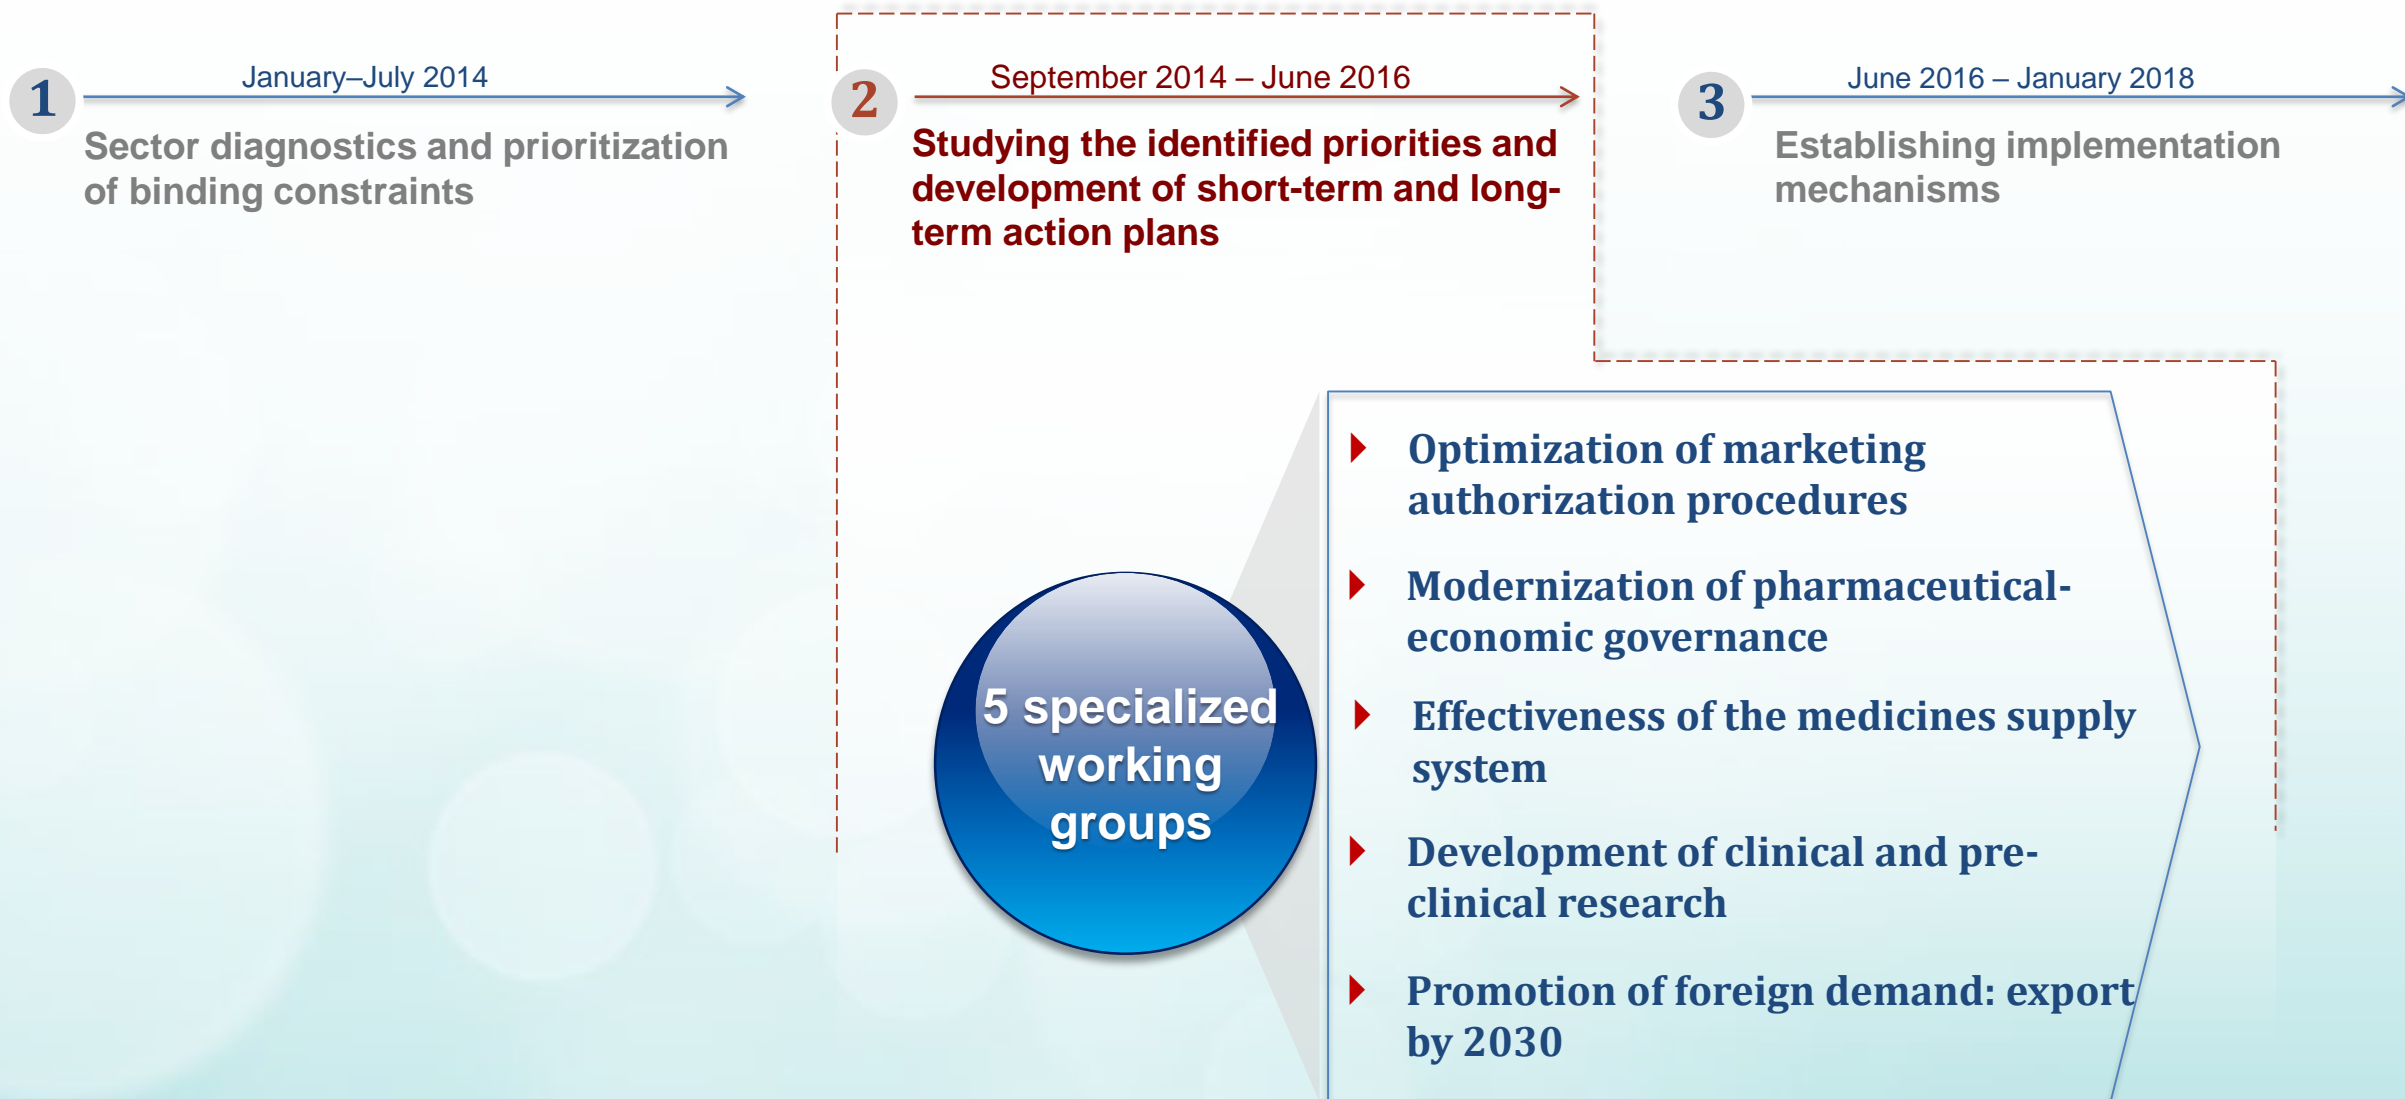 1
January–July 2014
Sector diagnostics and prioritization
of binding constraints
2
September 2014 – June 2016
Studying the identified priorities and
development of short-term and long-
term action plans
3
June 2016 – January 2018
Establishing implementation
mechanisms
5 specialized
working
groups
Optimization of marketing
authorization procedures
Modernization of pharmaceutical-
economic governance
Effectiveness of the medicines supply
system
Development of clinical and pre-
clinical research
Promotion of foreign demand: export
by 2030